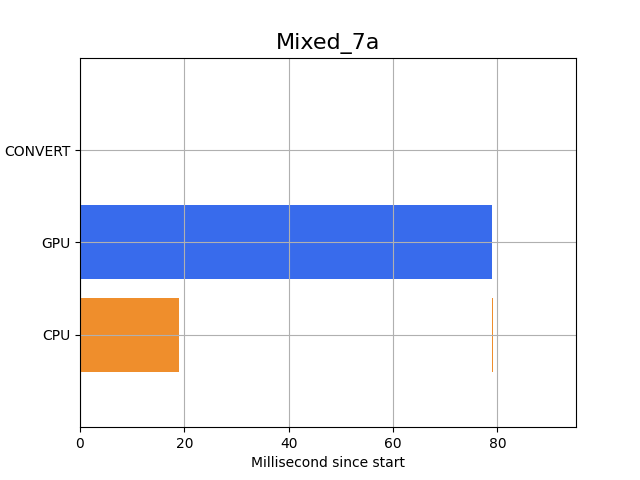 Mixed_7a
CONVERT
GPU
CPU
0 20 40 60 80
Millisecond since start